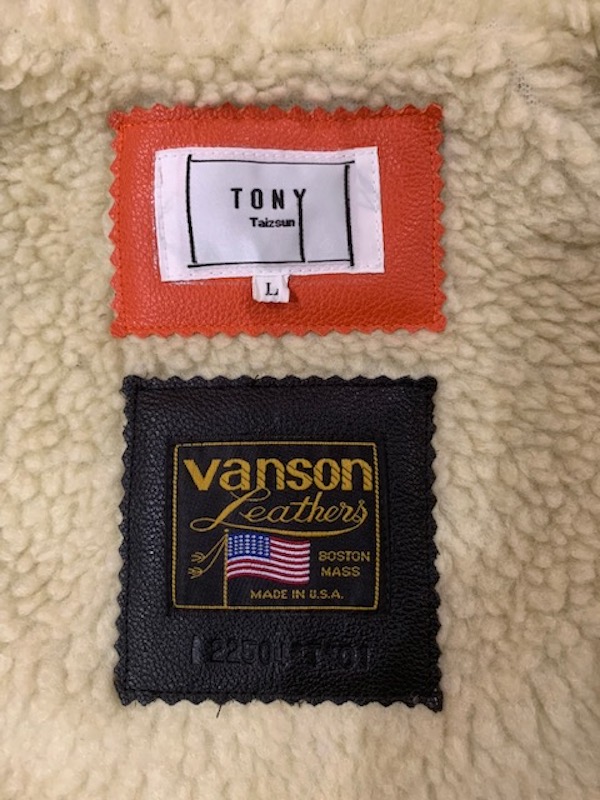 TONY
Taizsun
L
vanson
Leathers
BOSTON
MASS
MADE IN U.S.A.